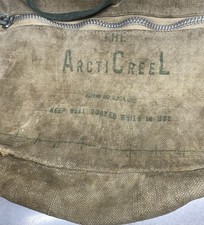 THE
ARCTICREEL
KEEP WELL SOAKED WHILE IN USE